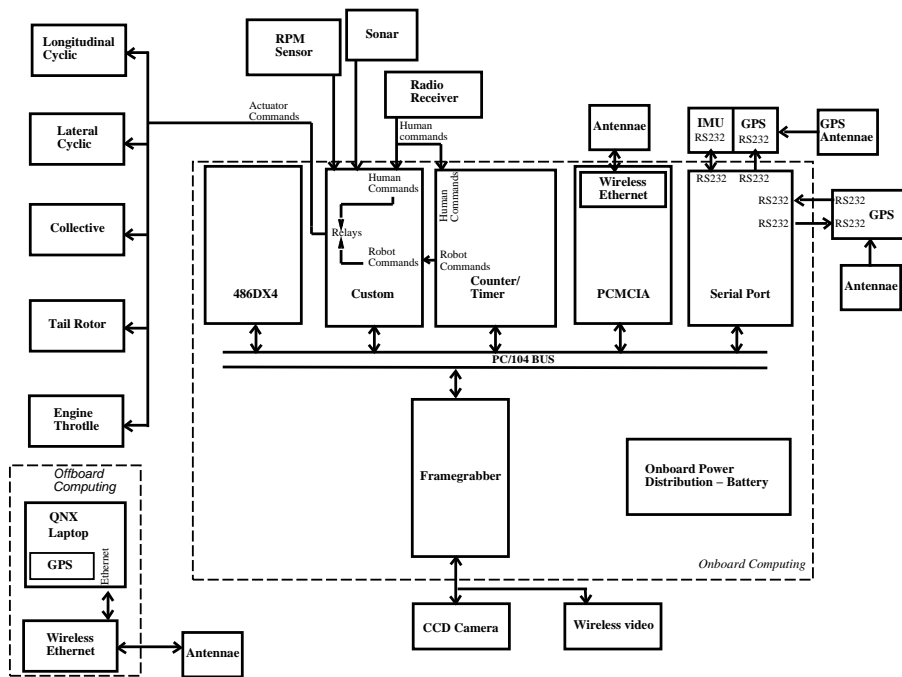 Longitudinal
Cyclic
RPM
Sensor
Sonar
Radio
Receiver
Actuator
Commands
Human
commands
Lateral
Cyclic
Antennae
IMU
RS232
GPS
RS232
GPS
Antennae
Collective
Human
Commands
Relays
Robot
Commands
Human
Commands
Robot
Commands
Wireless
Ethernet
RS232
RS232
RS232
RS232
RS232
RS232
GPS
Antennae
486DX4
Custom
Counter/
Timer
PCMCIA
Serial Port
Tail Rotor
PC/104 BUS
Engine
Throtlle
Framegrabber
Onboard Power
Distribution – Battery
Offboard
Computing
QNX
Laptop
GPS
Ethernet
Onboard Computing
Wireless
Ethernet
Antennae
CCD Camera
Wireless video